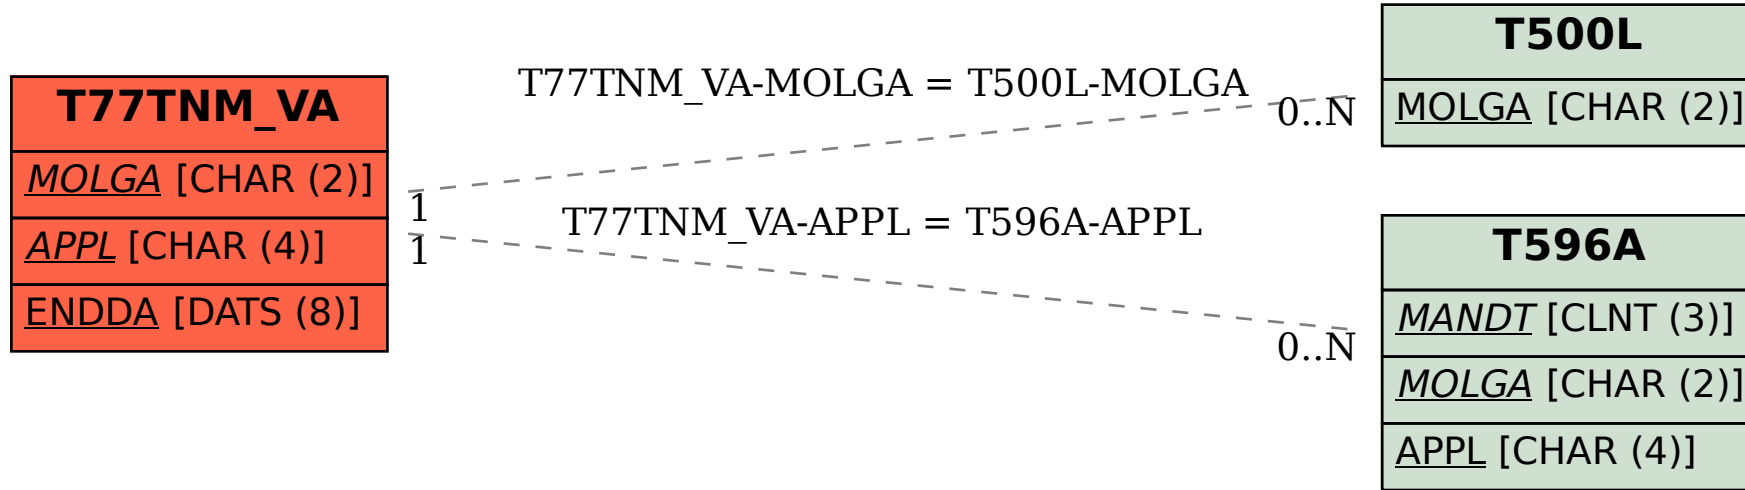 T77TNM_VA
MOLGA [CHAR (2)]
APPL [CHAR (4)]
ENDDA [DATS (8)]
T77TNM_VA-MOLGA = T500L-MOLGA
0..N
1
T77TNM_VA-APPL = T596A-APPL
1
0..N
T500L
MOLGA [CHAR (2)]
T596A
MANDT [CLNT (3)]
MOLGA [CHAR (2)]
APPL [CHAR (4)]